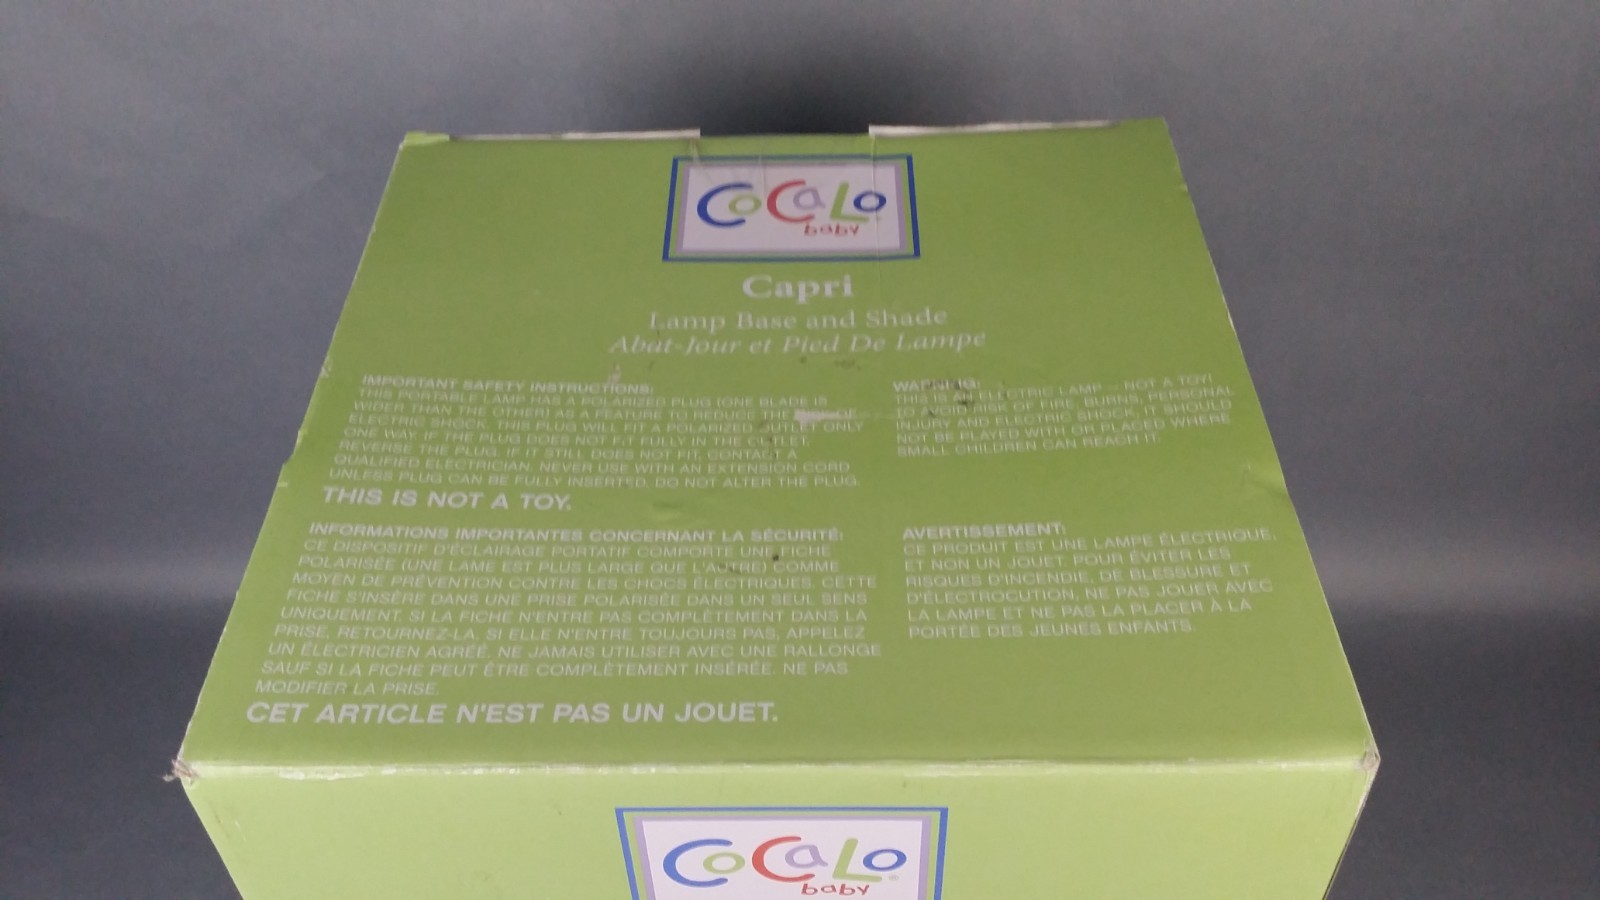 CoCaLo
baby
Capri
Lamp Base and Shade
Abat-Jour et Pied De Lampe
IMPORTANT SAFETY INSTRUCTIONS:
THIS PORTABLE LAMP HAS A POLARIZED PLUG (ONE BLADE IS
WIDER THAN THE OTHER) AS A FEATURE TO REDUCE THE OF
ELECTRIC SHOCK. THIS PLUG WILL FIT A POLARIZED OUTLET ONLY
ONE WAY. IF THE PLUG DOES NOT FIT FULLY IN THE OUTLET,
REVERSE THE PLUG. IF IT STILL DOES NOT FIT, CONTACT A
QUALIFIED ELECTRICIAN. NEVER USE WITH AN EXTENSION CORD
UNLESS PLUG CAN BE FULLY INSERTED. DO NOT ALTER THE PLUG.
THIS IS NOT A TOY.
WARNING:
THIS IS AN ELECTRIC LAMP – NOT A TOY!
TO AVOID RISK OF FIRE, BURNS, PERSONAL
INJURY AND ELECTRIC SHOCK, IT SHOULD
NOT BE PLAYED WITH OR PLACED WHERE
SMALL CHILDREN CAN REACH IT.
INFORMATIONS IMPORTANTES CONCERNANT LA SÉCURITÉ:
CE DISPOSITIF D'ÉCLAIRAGE PORTATIF COMPORTE UNE FICHE
POLARISÉE (UNE LAME EST PLUS LARGE QUE L'AUTRE) COMME
MOYEN DE PRÉVENTION CONTRE LES CHOCS ÉLECTRIQUES. CETTE
FICHE S'INSÈRE DANS UNE PRISE POLARISÉE DANS UN SEUL SENS
UNIQUEMENT. SI LA FICHE N'ENTRE PAS COMPLÈTEMENT DANS LA
PRISE, RETOURNEZ-LA. SI ELLE N'ENTRE TOUJOURS PAS, APPELEZ
UN ÉLECTRICIEN AGRÉÉ. NE JAMAIS UTILISER AVEC UNE RALLONGE
SAUF SI LA FICHE PEUT ÊTRE COMPLÈTEMENT INSÉRÉE. NE PAS
MODIFIER LA PRISE.
CET ARTICLE N'EST PAS UN JOUET.
AVERTISSEMENT:
CE PRODUIT EST UNE LAMPE ÉLECTRIQUE,
ET NON UN JOUET. POUR ÉVITER LES
RISQUES D'INCENDIE, DE BLESSURE ET
D'ÉLECTROCUTION, NE PAS JOUER AVEC
LA LAMPE ET NE PAS LA PLACER À LA
PORTÉE DES JEUNES ENFANTS.
CoCaLo®
baby